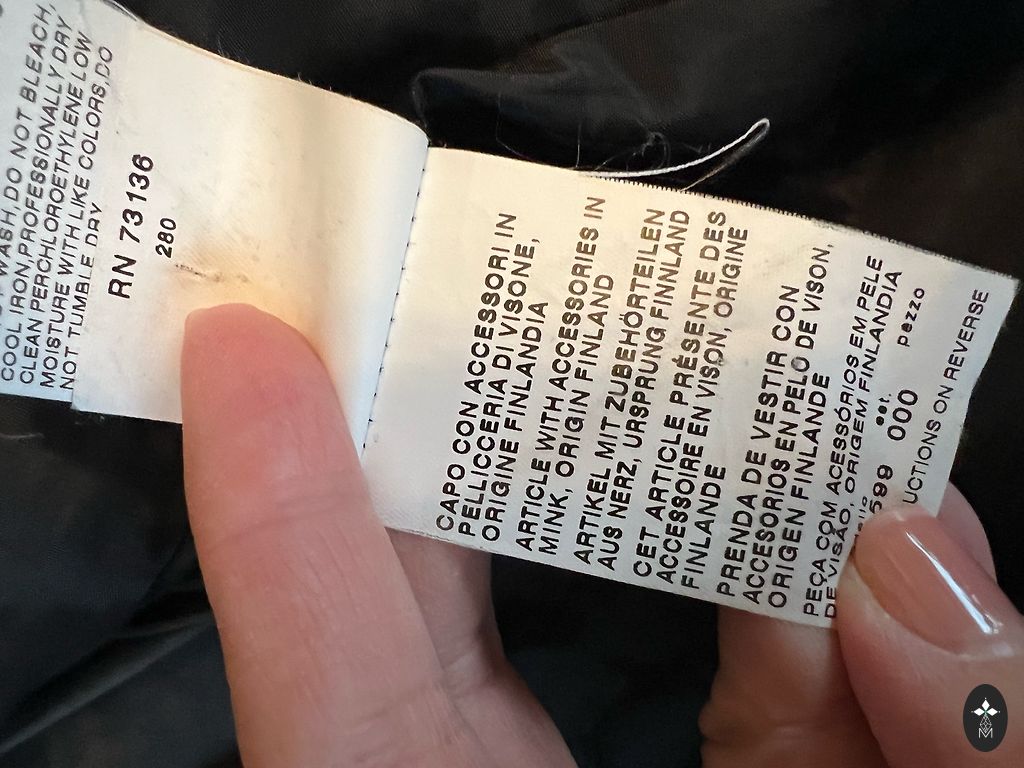 WASH, DO NOT BLEACH,
COOL IRON, PROFESSIONALLY DRY
CLEAN PERCHLOROETHYLENE LOW
MOISTURE WITH LIKE COLORS, DO
NOT TUMBLE DRY
RN 73136
280
CAPO CON ACCESSORI IN
PELLICCERIA DI VISONE,
ORIGINE FINLANDIA
ARTICLE WITH ACCESSORIES IN
MINK, ORIGIN FINLAND
ARTIKEL MIT ZUBEHÖRTEILEN
AUS NERZ, URSPRUNG FINNLAND
CET ARTICLE PRÉSENTE DES
ACCESSOIRE EN VISON, ORIGINE
FINLANDE
PRENDA DE VESTIR CON
ACCESORIOS EN PELO DE VISON,
ORIGEN FINLANDE
PEÇA COM ACESSÓRIOS EM PELE
DE VISÃO, ORIGEM FINLANDIA
est. pezzo
599 000
UCTIONS ON REVERSE
M